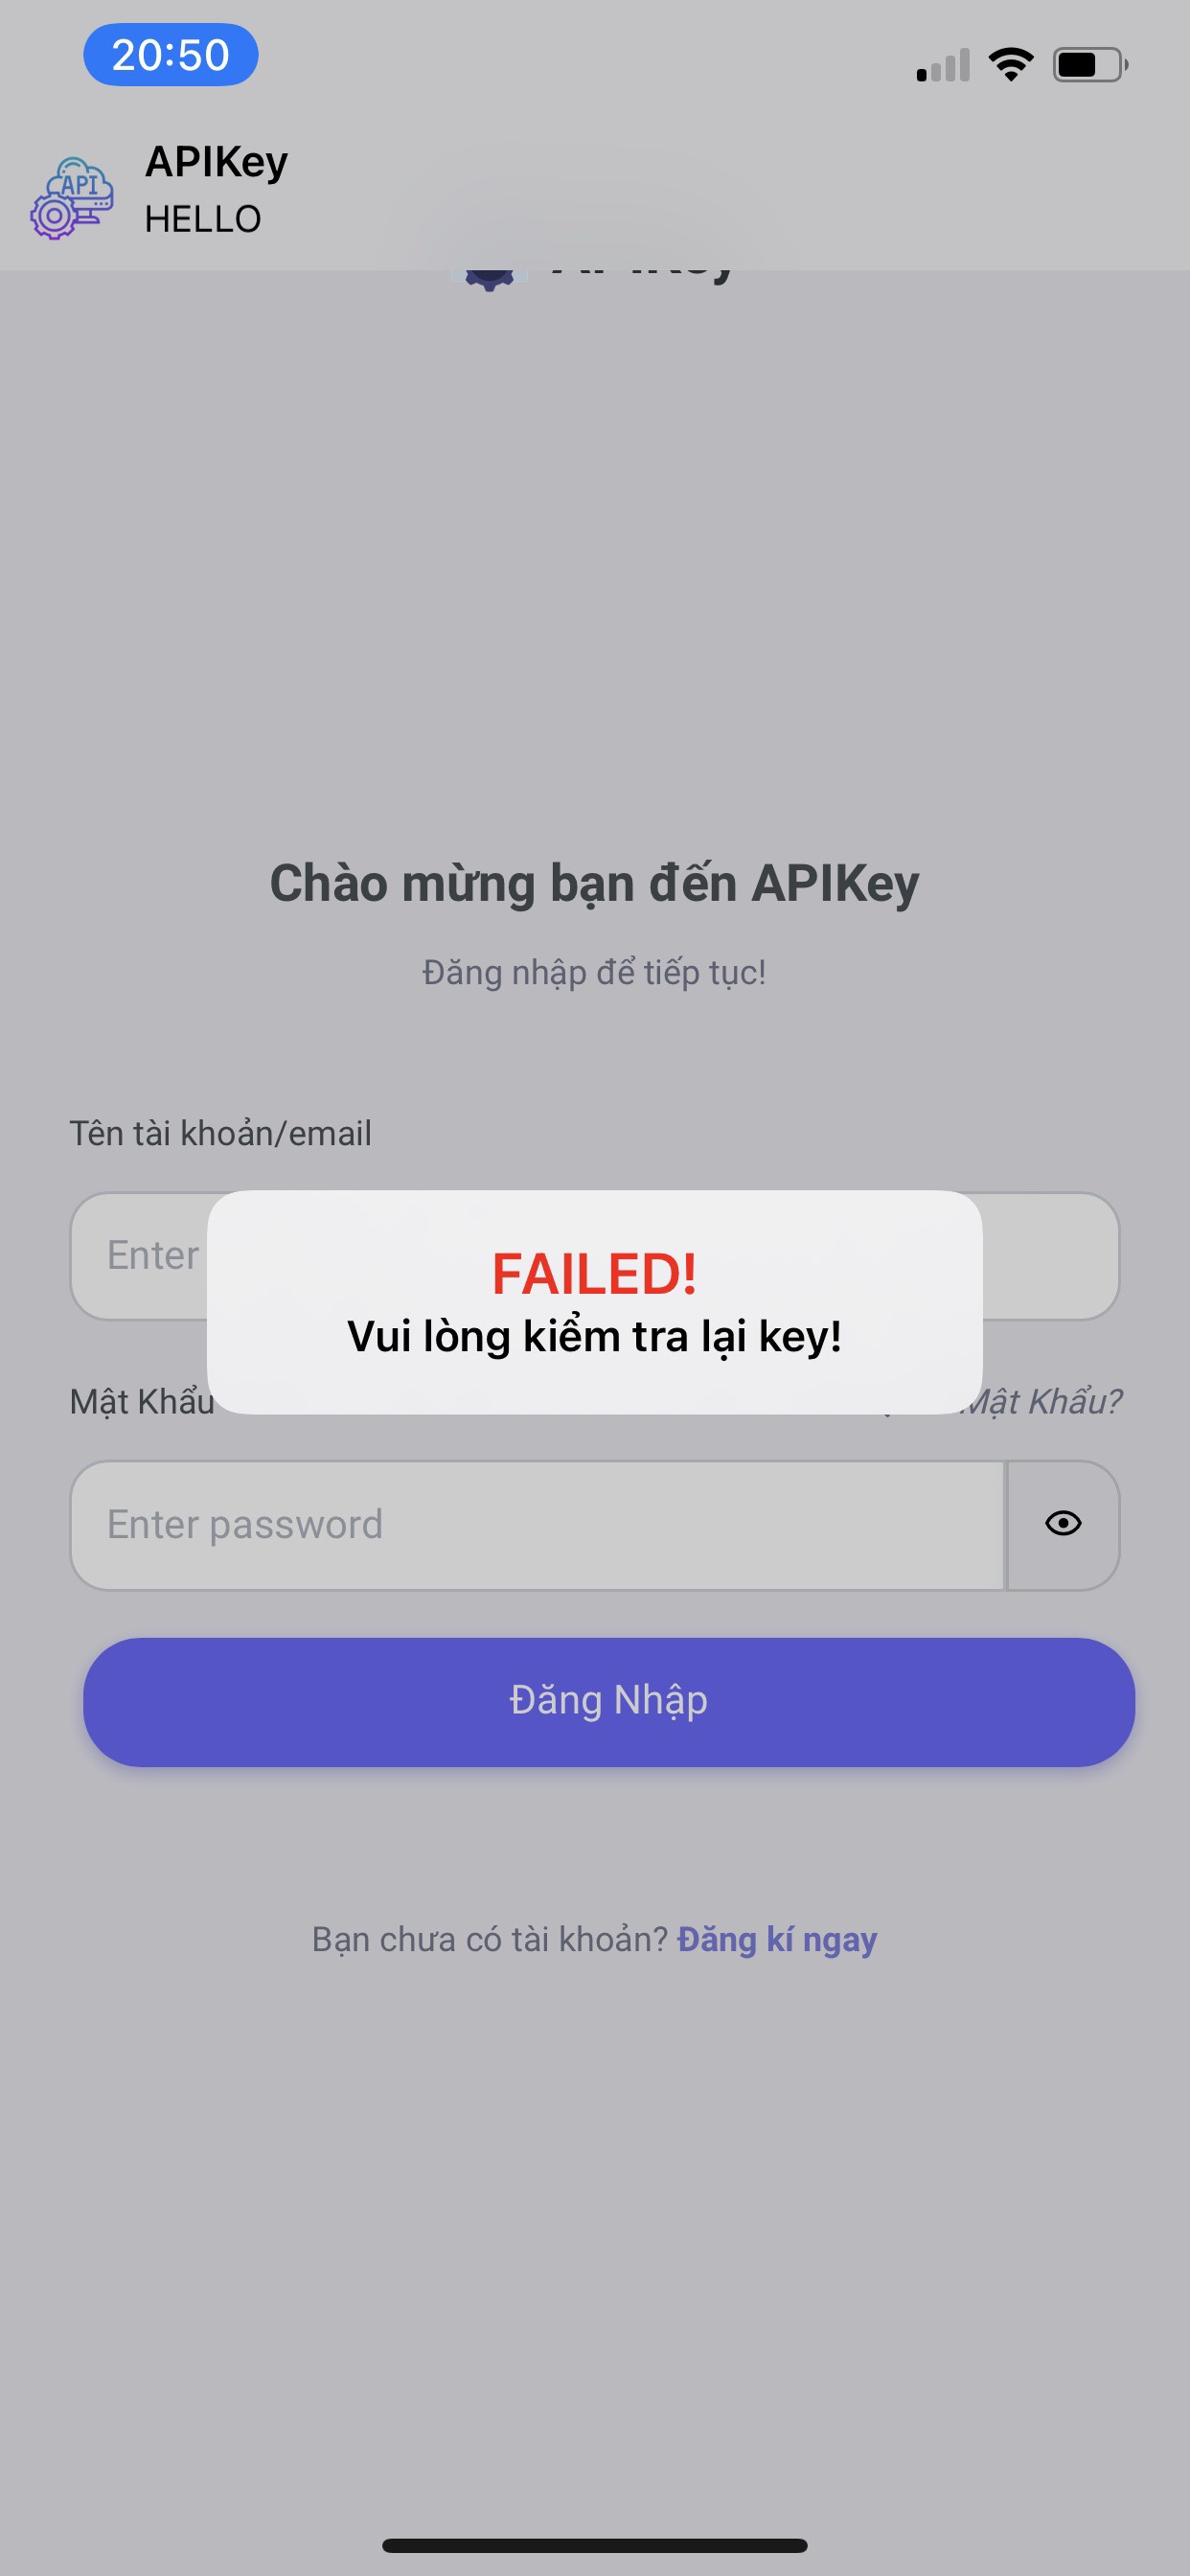 20:50
API
APIKey
HELLO
APIKey
Chào mừng bạn đến APIKey
Đăng nhập để tiếp tục!
Tên tài khoản/email
Enter
FAILED!
Vui lòng kiểm tra lại key!
Mật Khẩu
Mật Khẩu?
Enter password
Đăng Nhập
Bạn chưa có tài khoản? Đăng kí ngay